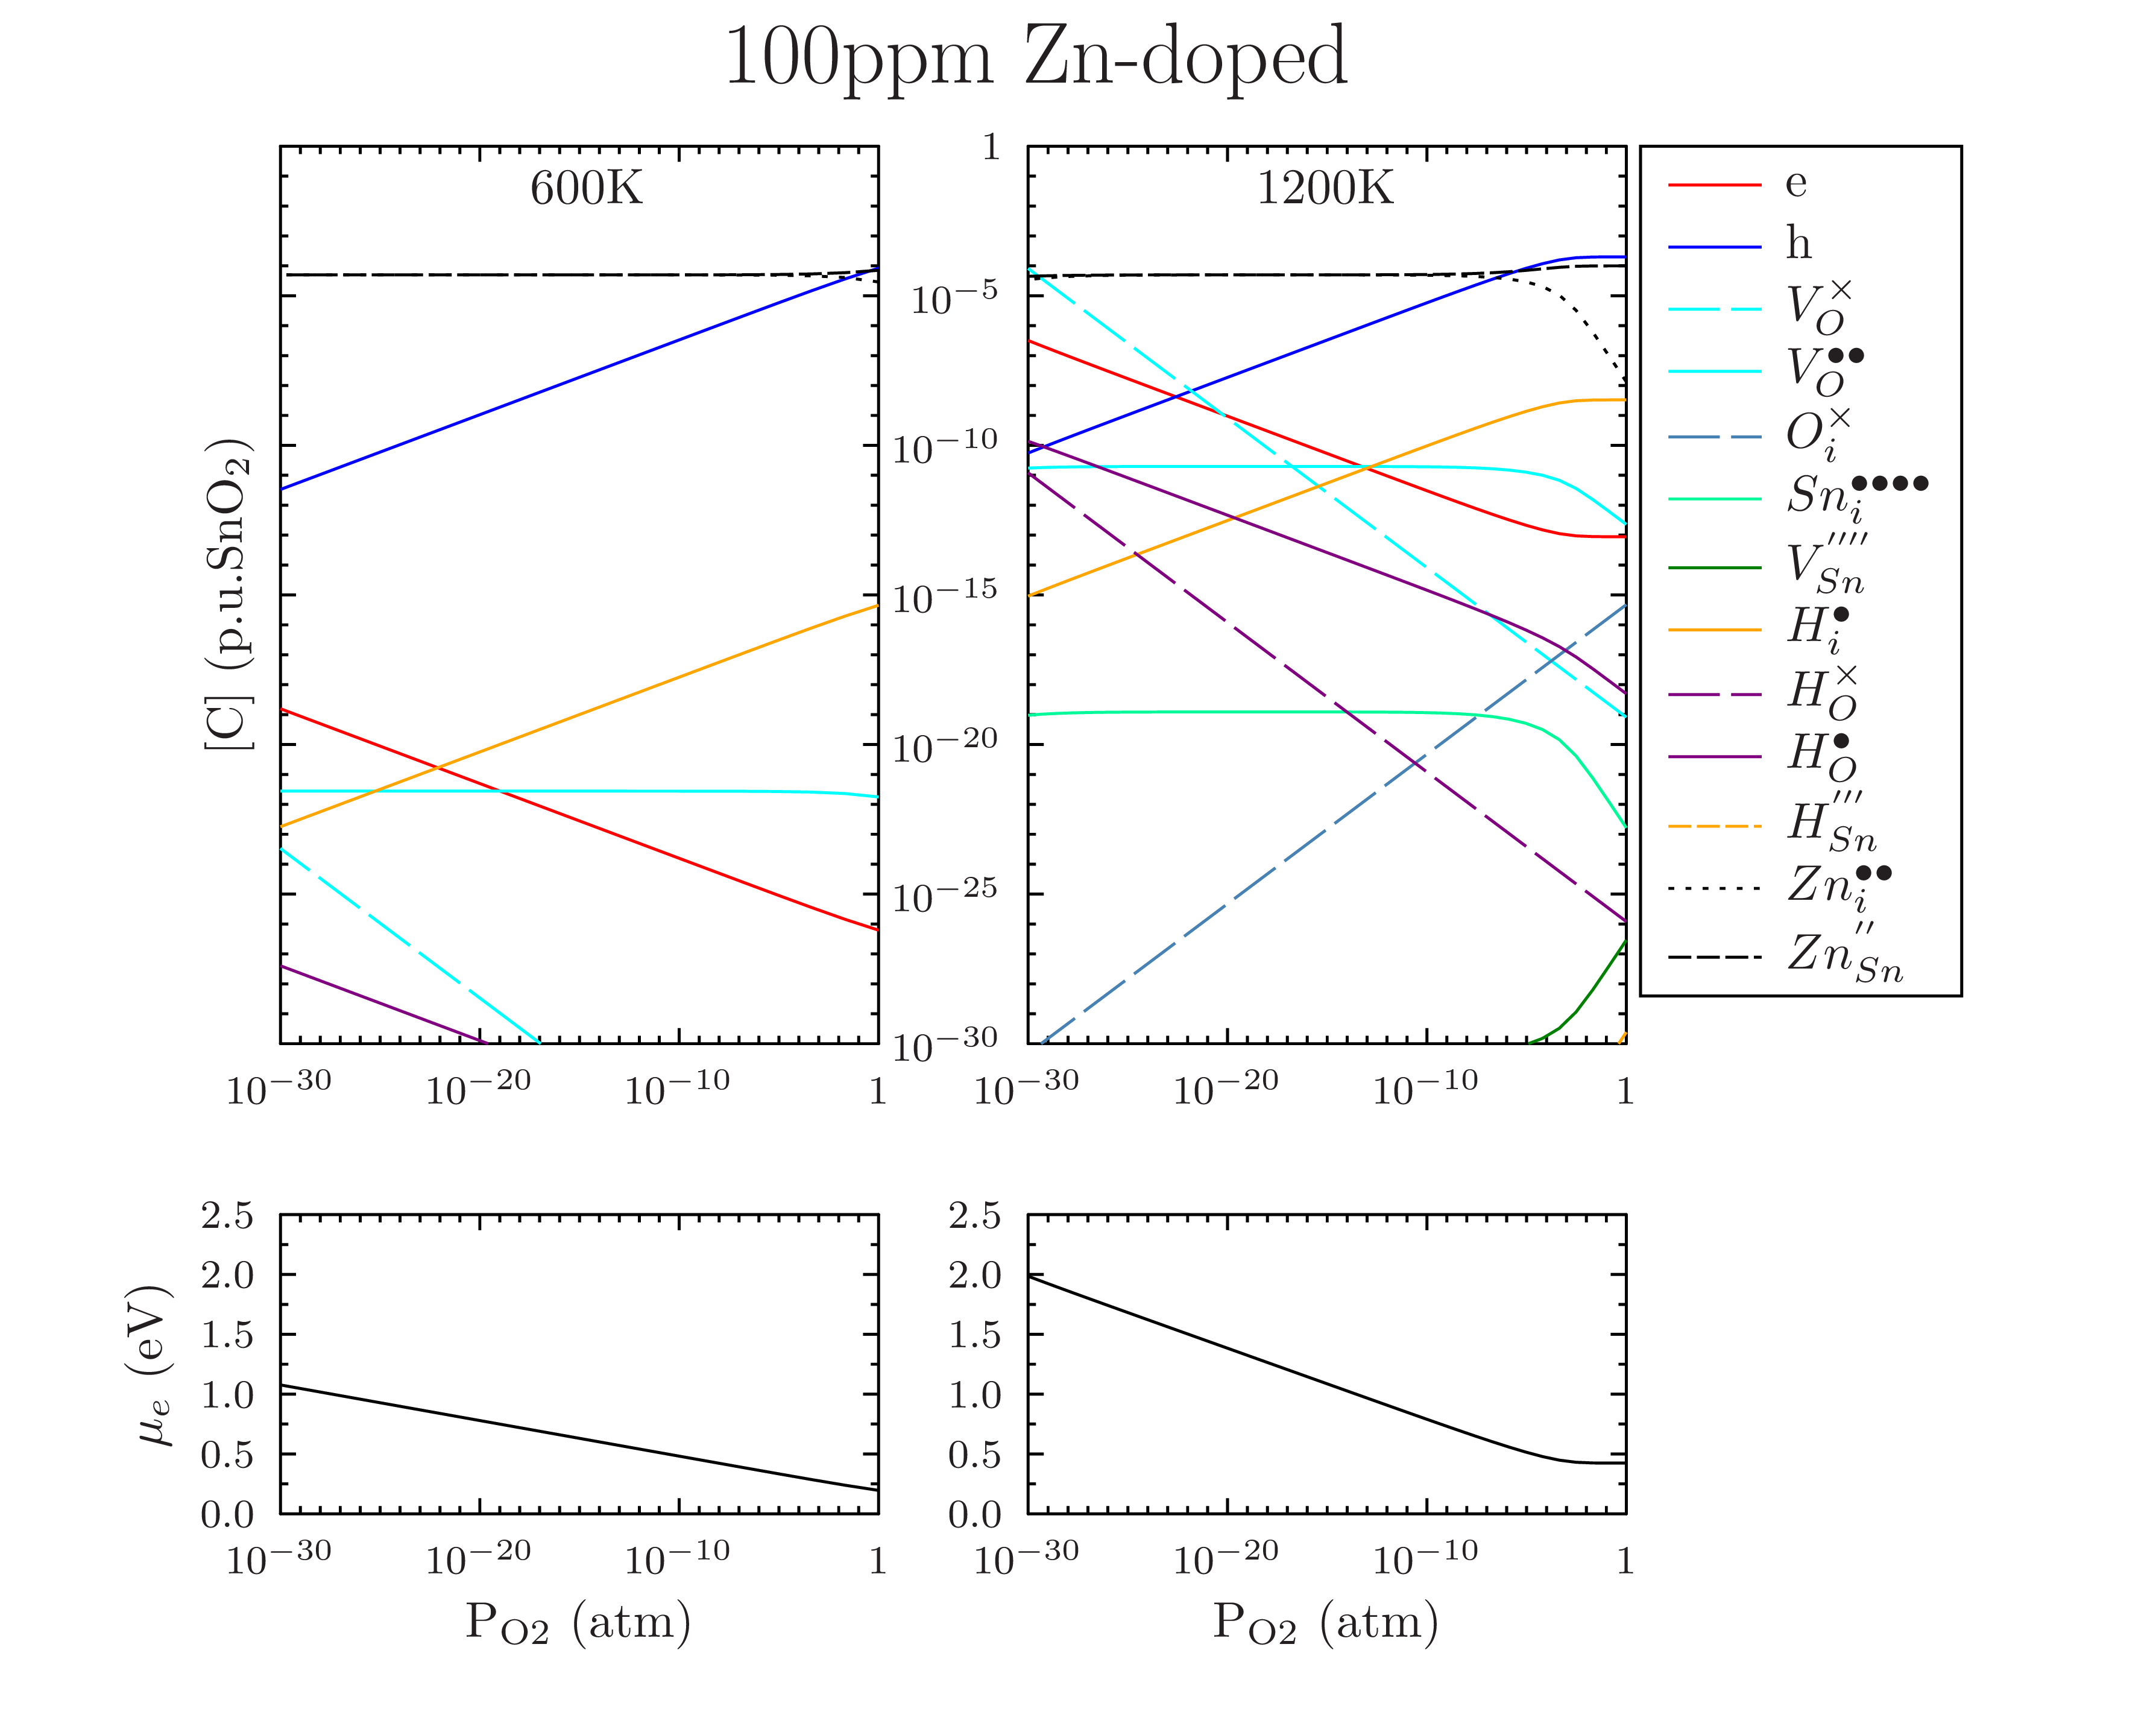 100ppm Zn-doped
600K
1200K
[C] (p.u.SnO₂)
1
10⁻⁵
10⁻¹⁰
10⁻¹⁵
10⁻²⁰
10⁻²⁵
10⁻³⁰
10⁻³⁰ 10⁻²⁰ 10⁻¹⁰ 1
10⁻³⁰ 10⁻²⁰ 10⁻¹⁰ 1
e
h
V_O^×
V_O^●●
O_i^×
Sn_i^●●●●
V_Sn^''''
H_i^●
H_O^×
H_O^●
H_Sn^'''
Zn_i^●●
Zn_Sn^''
μₑ (eV)
2.5
2.0
1.5
1.0
0.5
0.0
10⁻³⁰ 10⁻²⁰ 10⁻¹⁰ 1
P_O2 (atm)
2.5
2.0
1.5
1.0
0.5
0.0
10⁻³⁰ 10⁻²⁰ 10⁻¹⁰ 1
P_O2 (atm)